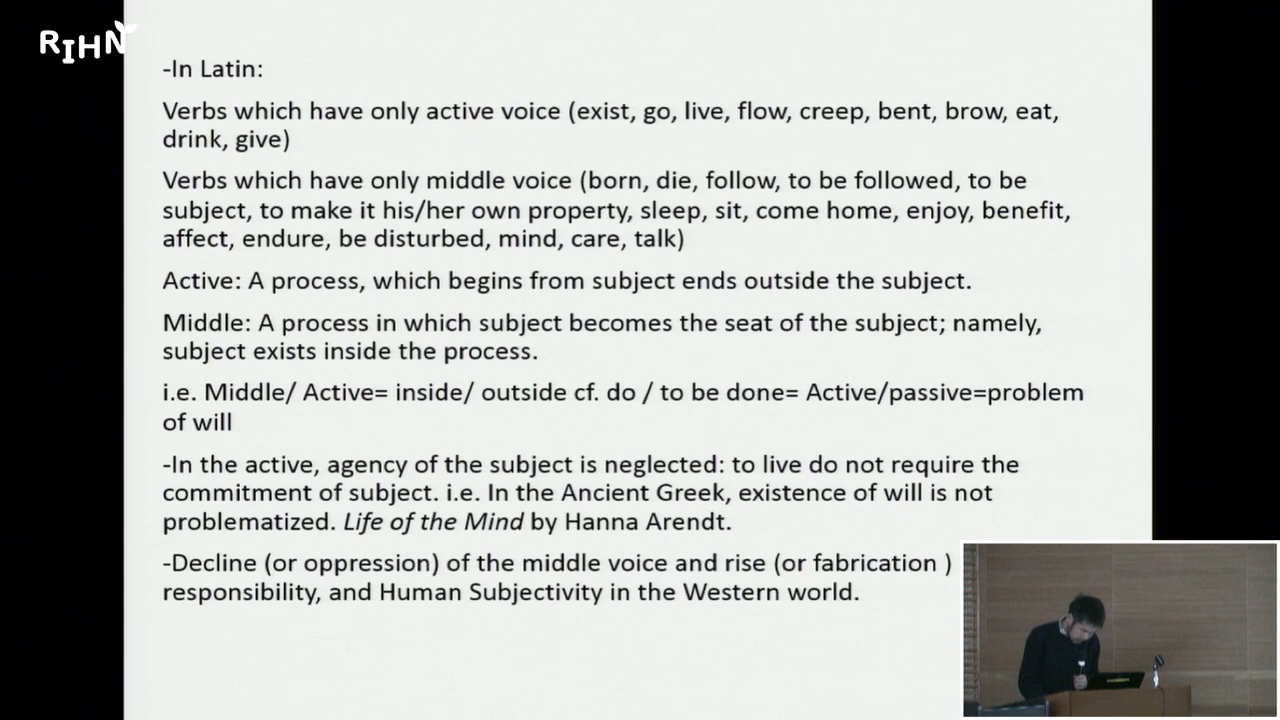 RIHN
-In Latin:
Verbs which have only active voice (exist, go, live, flow, creep, bent, brow, eat,
drink, give)
Verbs which have only middle voice (born, die, follow, to be followed, to be
subject, to make it his/her own property, sleep, sit, come home, enjoy, benefit,
affect, endure, be disturbed, mind, care, talk)
Active: A process, which begins from subject ends outside the subject.
Middle: A process in which subject becomes the seat of the subject; namely,
subject exists inside the process.
i.e. Middle/ Active= inside/ outside cf. do / to be done= Active/passive=problem
of will
-In the active, agency of the subject is neglected: to live do not require the
commitment of subject. i.e. In the Ancient Greek, existence of will is not
problematized. Life of the Mind by Hanna Arendt.
-Decline (or oppression) of the middle voice and rise (or fabrication )
responsibility, and Human Subjectivity in the Western world.